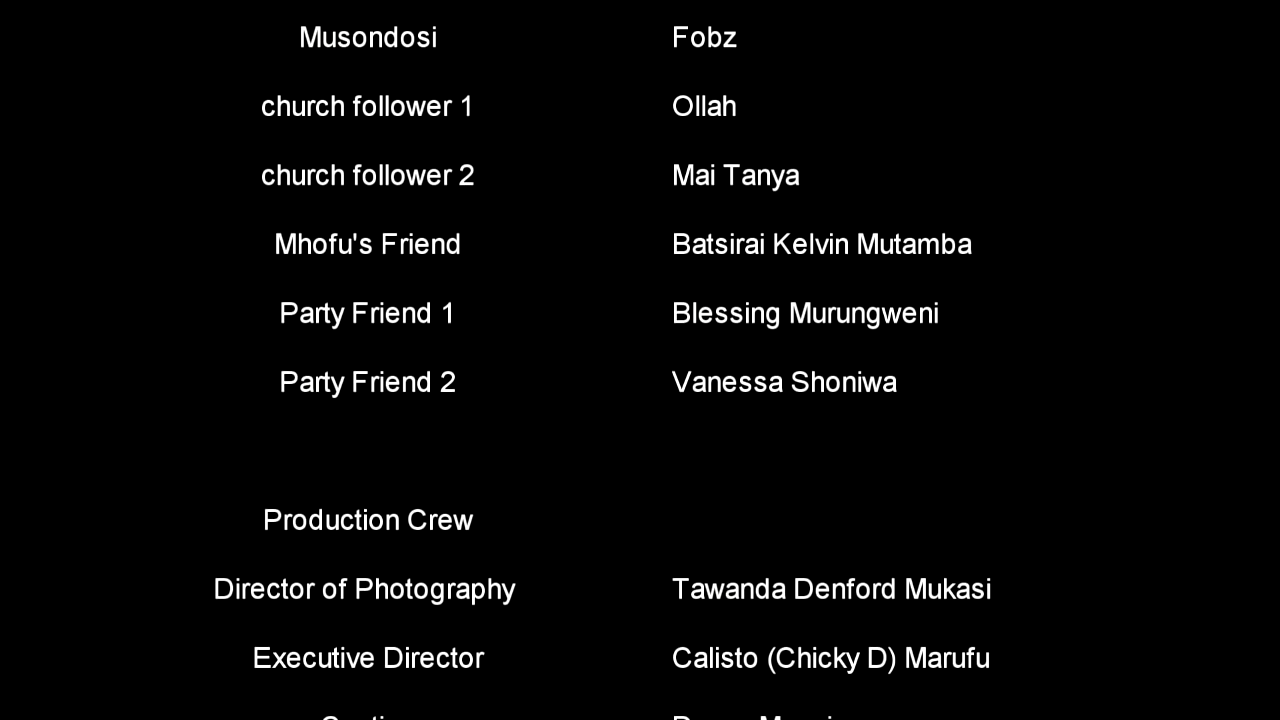 Musondosi Fobz
church follower 1 Ollah
church follower 2 Mai Tanya
Mhofu's Friend Batsirai Kelvin Mutamba
Party Friend 1 Blessing Murungweni
Party Friend 2 Vanessa Shoniwa
Production Crew
Director of Photography Tawanda Denford Mukasi
Executive Director Calisto (Chicky D) Marufu